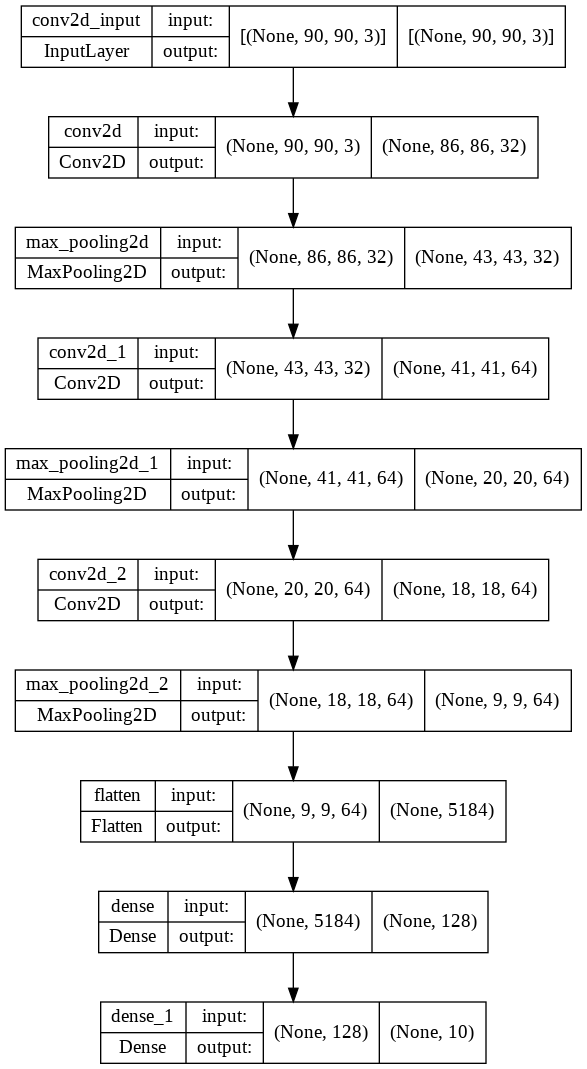 conv2d_input input: [(None, 90, 90, 3)] [(None, 90, 90, 3)]
InputLayer output:
conv2d input: (None, 90, 90, 3) (None, 86, 86, 32)
Conv2D output:
max_pooling2d input: (None, 86, 86, 32) (None, 43, 43, 32)
MaxPooling2D output:
conv2d_1 input: (None, 43, 43, 32) (None, 41, 41, 64)
Conv2D output:
max_pooling2d_1 input: (None, 41, 41, 64) (None, 20, 20, 64)
MaxPooling2D output:
conv2d_2 input: (None, 20, 20, 64) (None, 18, 18, 64)
Conv2D output:
max_pooling2d_2 input: (None, 18, 18, 64) (None, 9, 9, 64)
MaxPooling2D output:
flatten input: (None, 9, 9, 64) (None, 5184)
Flatten output:
dense input: (None, 5184) (None, 128)
Dense output:
dense_1 input: (None, 128) (None, 10)
Dense output: